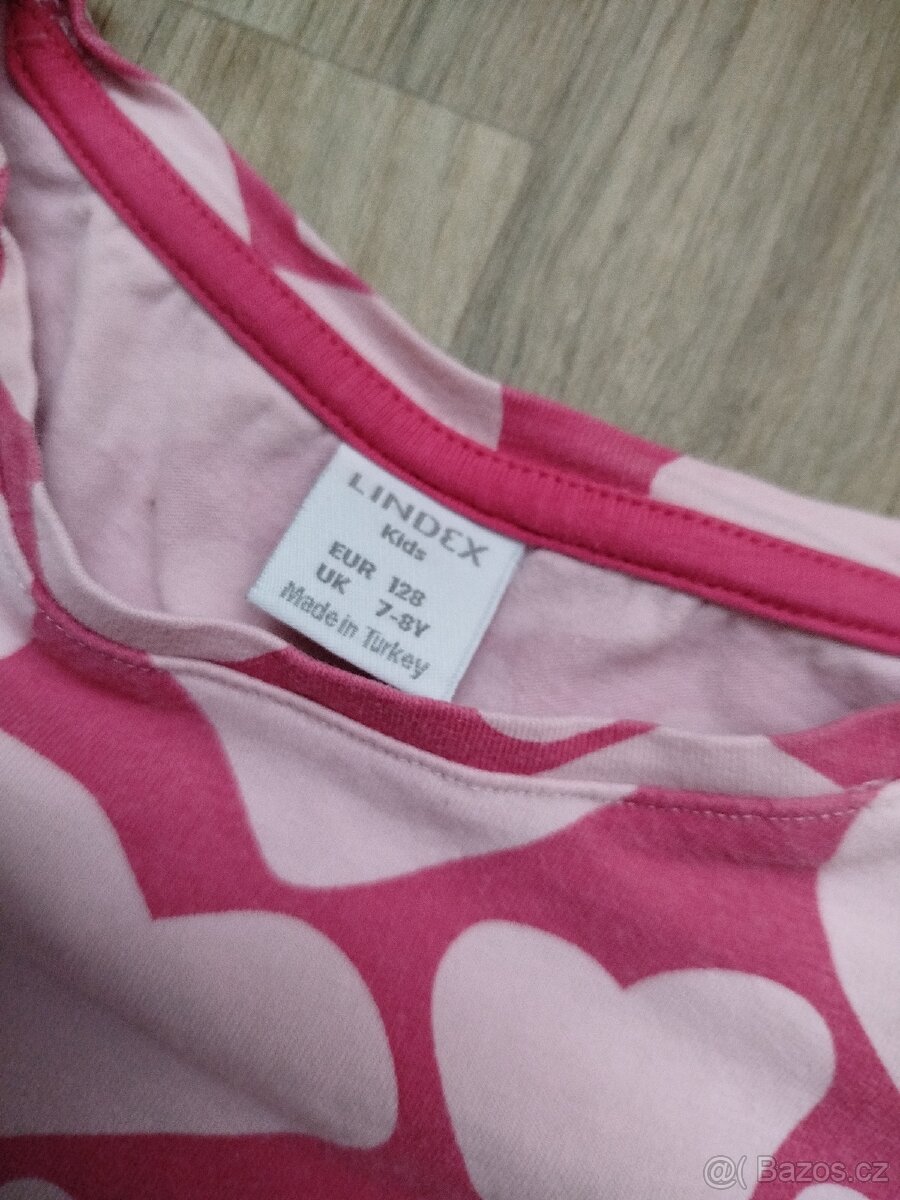 LINDEX
Kids
EUR 128
UK 7-8Y
Made in Turkey
@( Bazos.cz